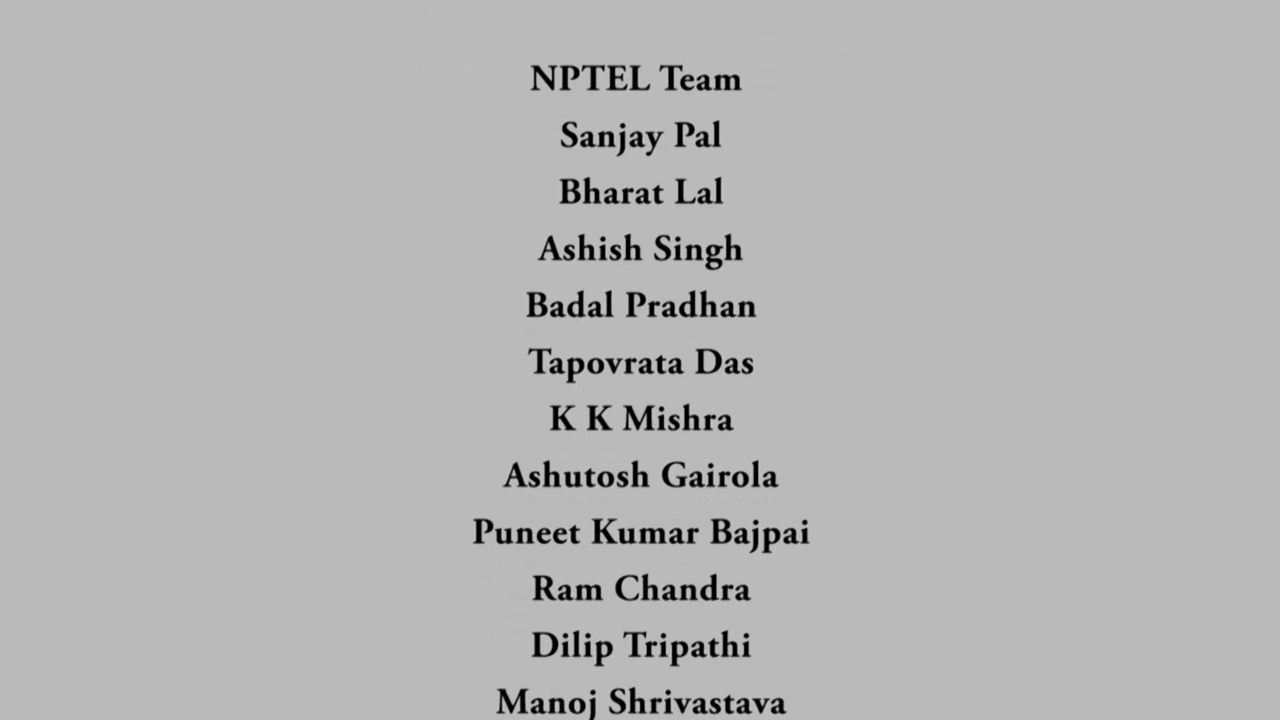 NPTEL Team
Sanjay Pal
Bharat Lal
Ashish Singh
Badal Pradhan
Tapovrata Das
K K Mishra
Ashutosh Gairola
Puneet Kumar Bajpai
Ram Chandra
Dilip Tripathi
Manoj Shrivastava